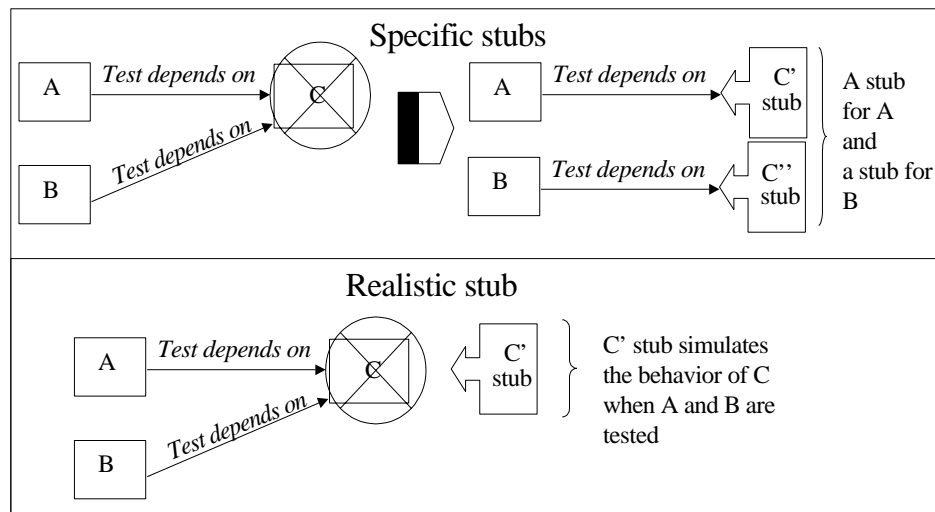 Specific stubs
A
Test depends on
C
B
Test depends on
A
Test depends on
C'
stub
B
Test depends on
C''
stub
A stub
for A
and
a stub for
B
Realistic stub
A
Test depends on
C
B
Test depends on
C'
stub
C' stub simulates
the behavior of C
when A and B are
tested